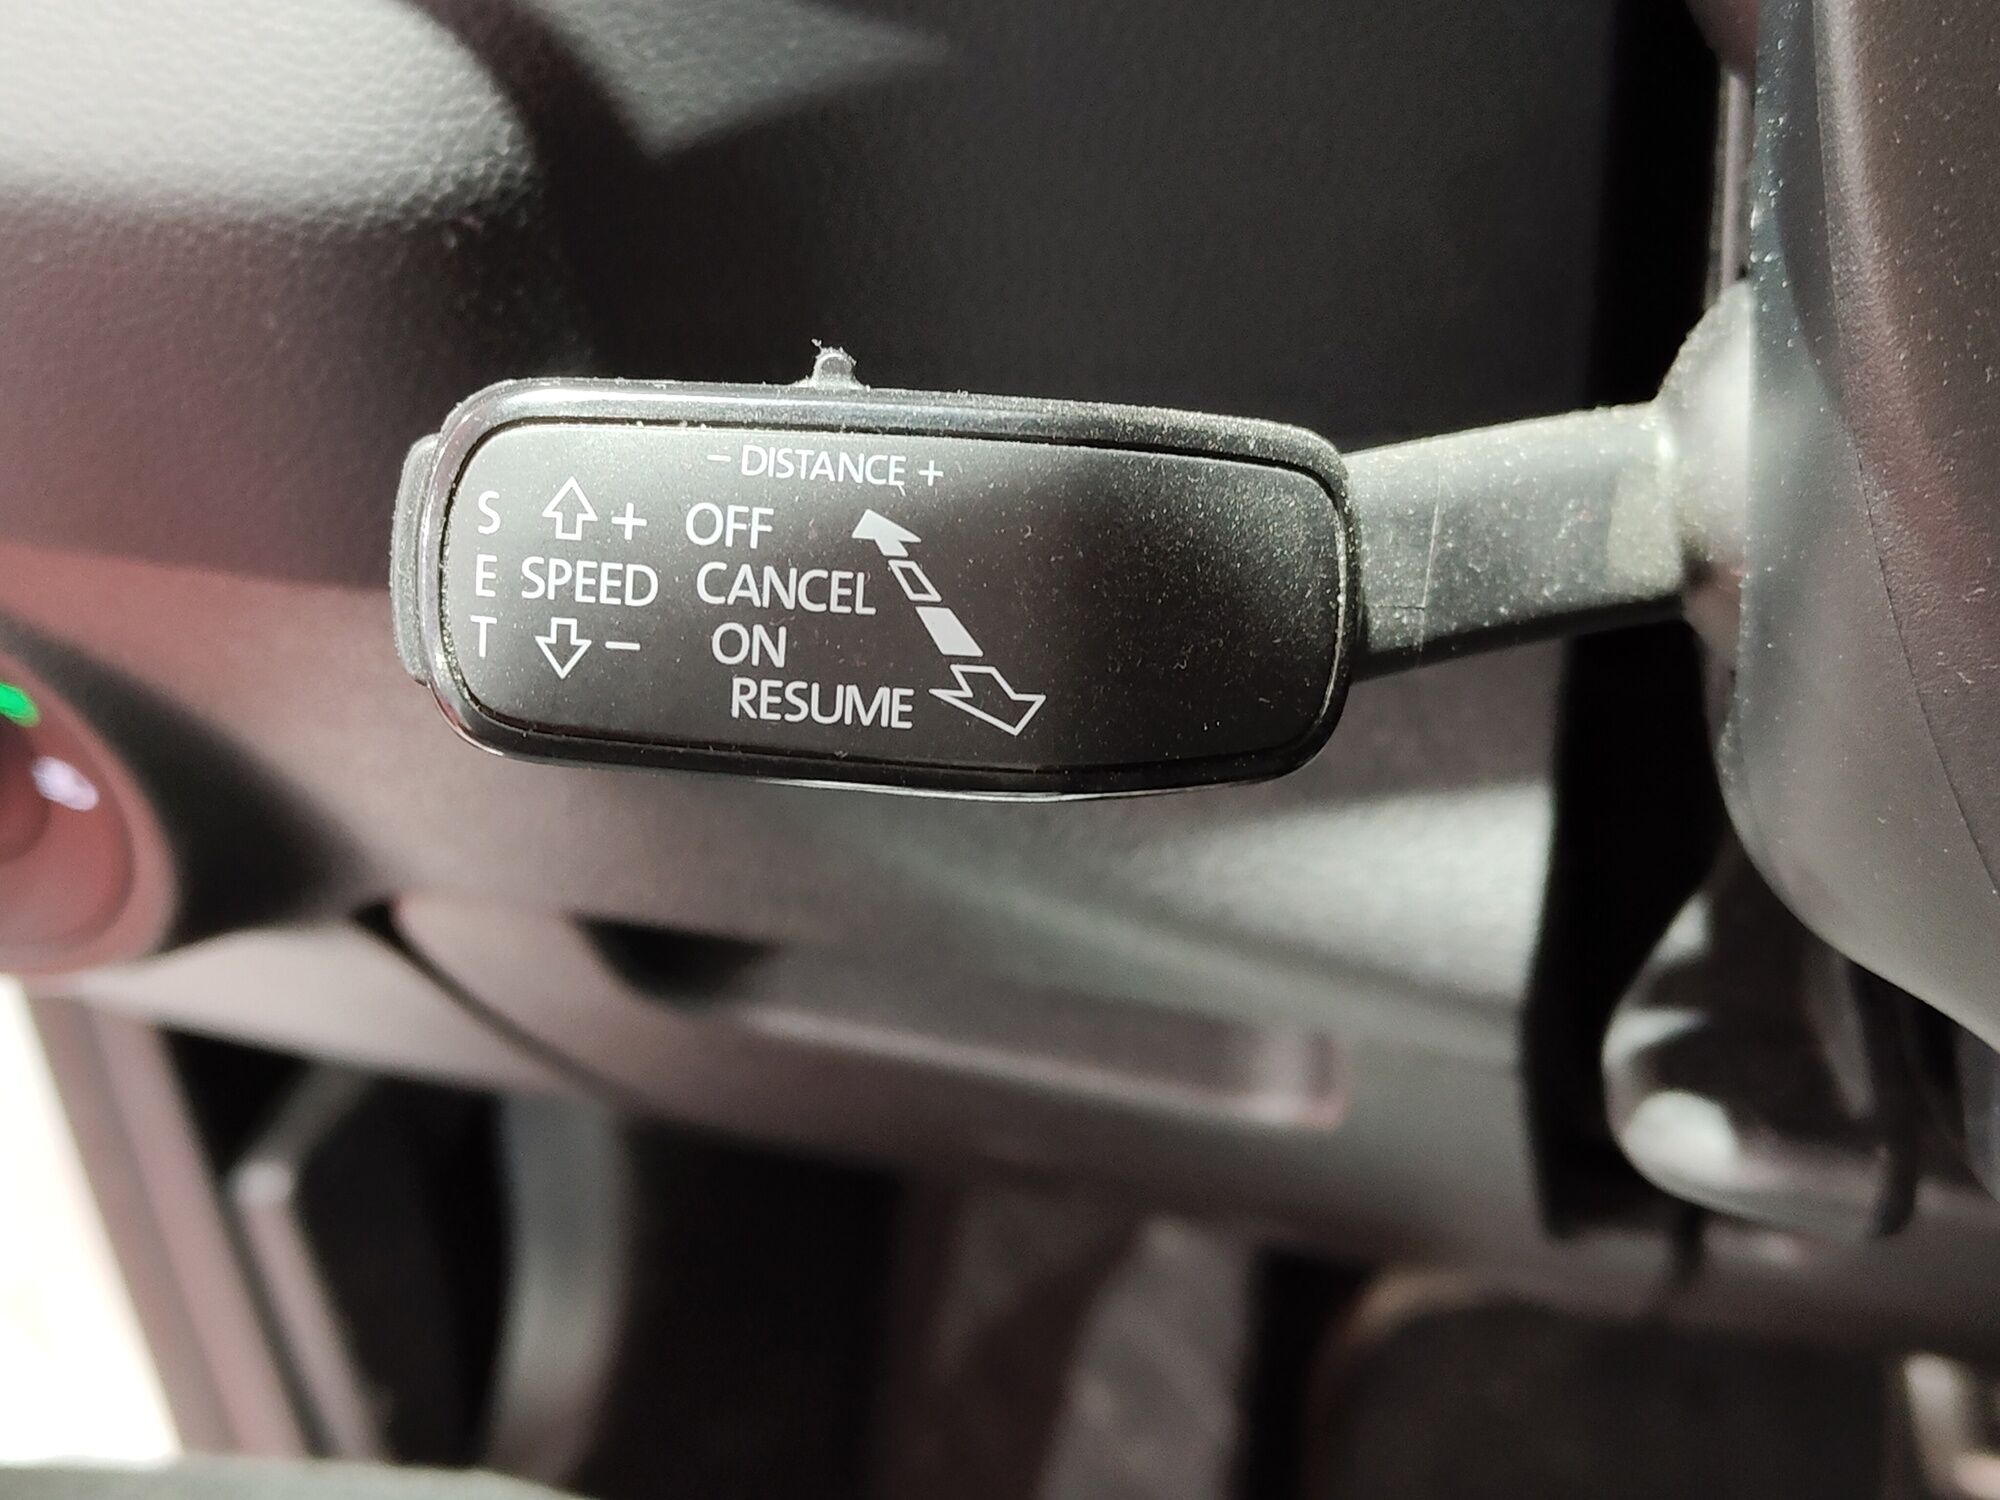 – DISTANCE +
S + OFF
E SPEED CANCEL
T – ON
RESUME